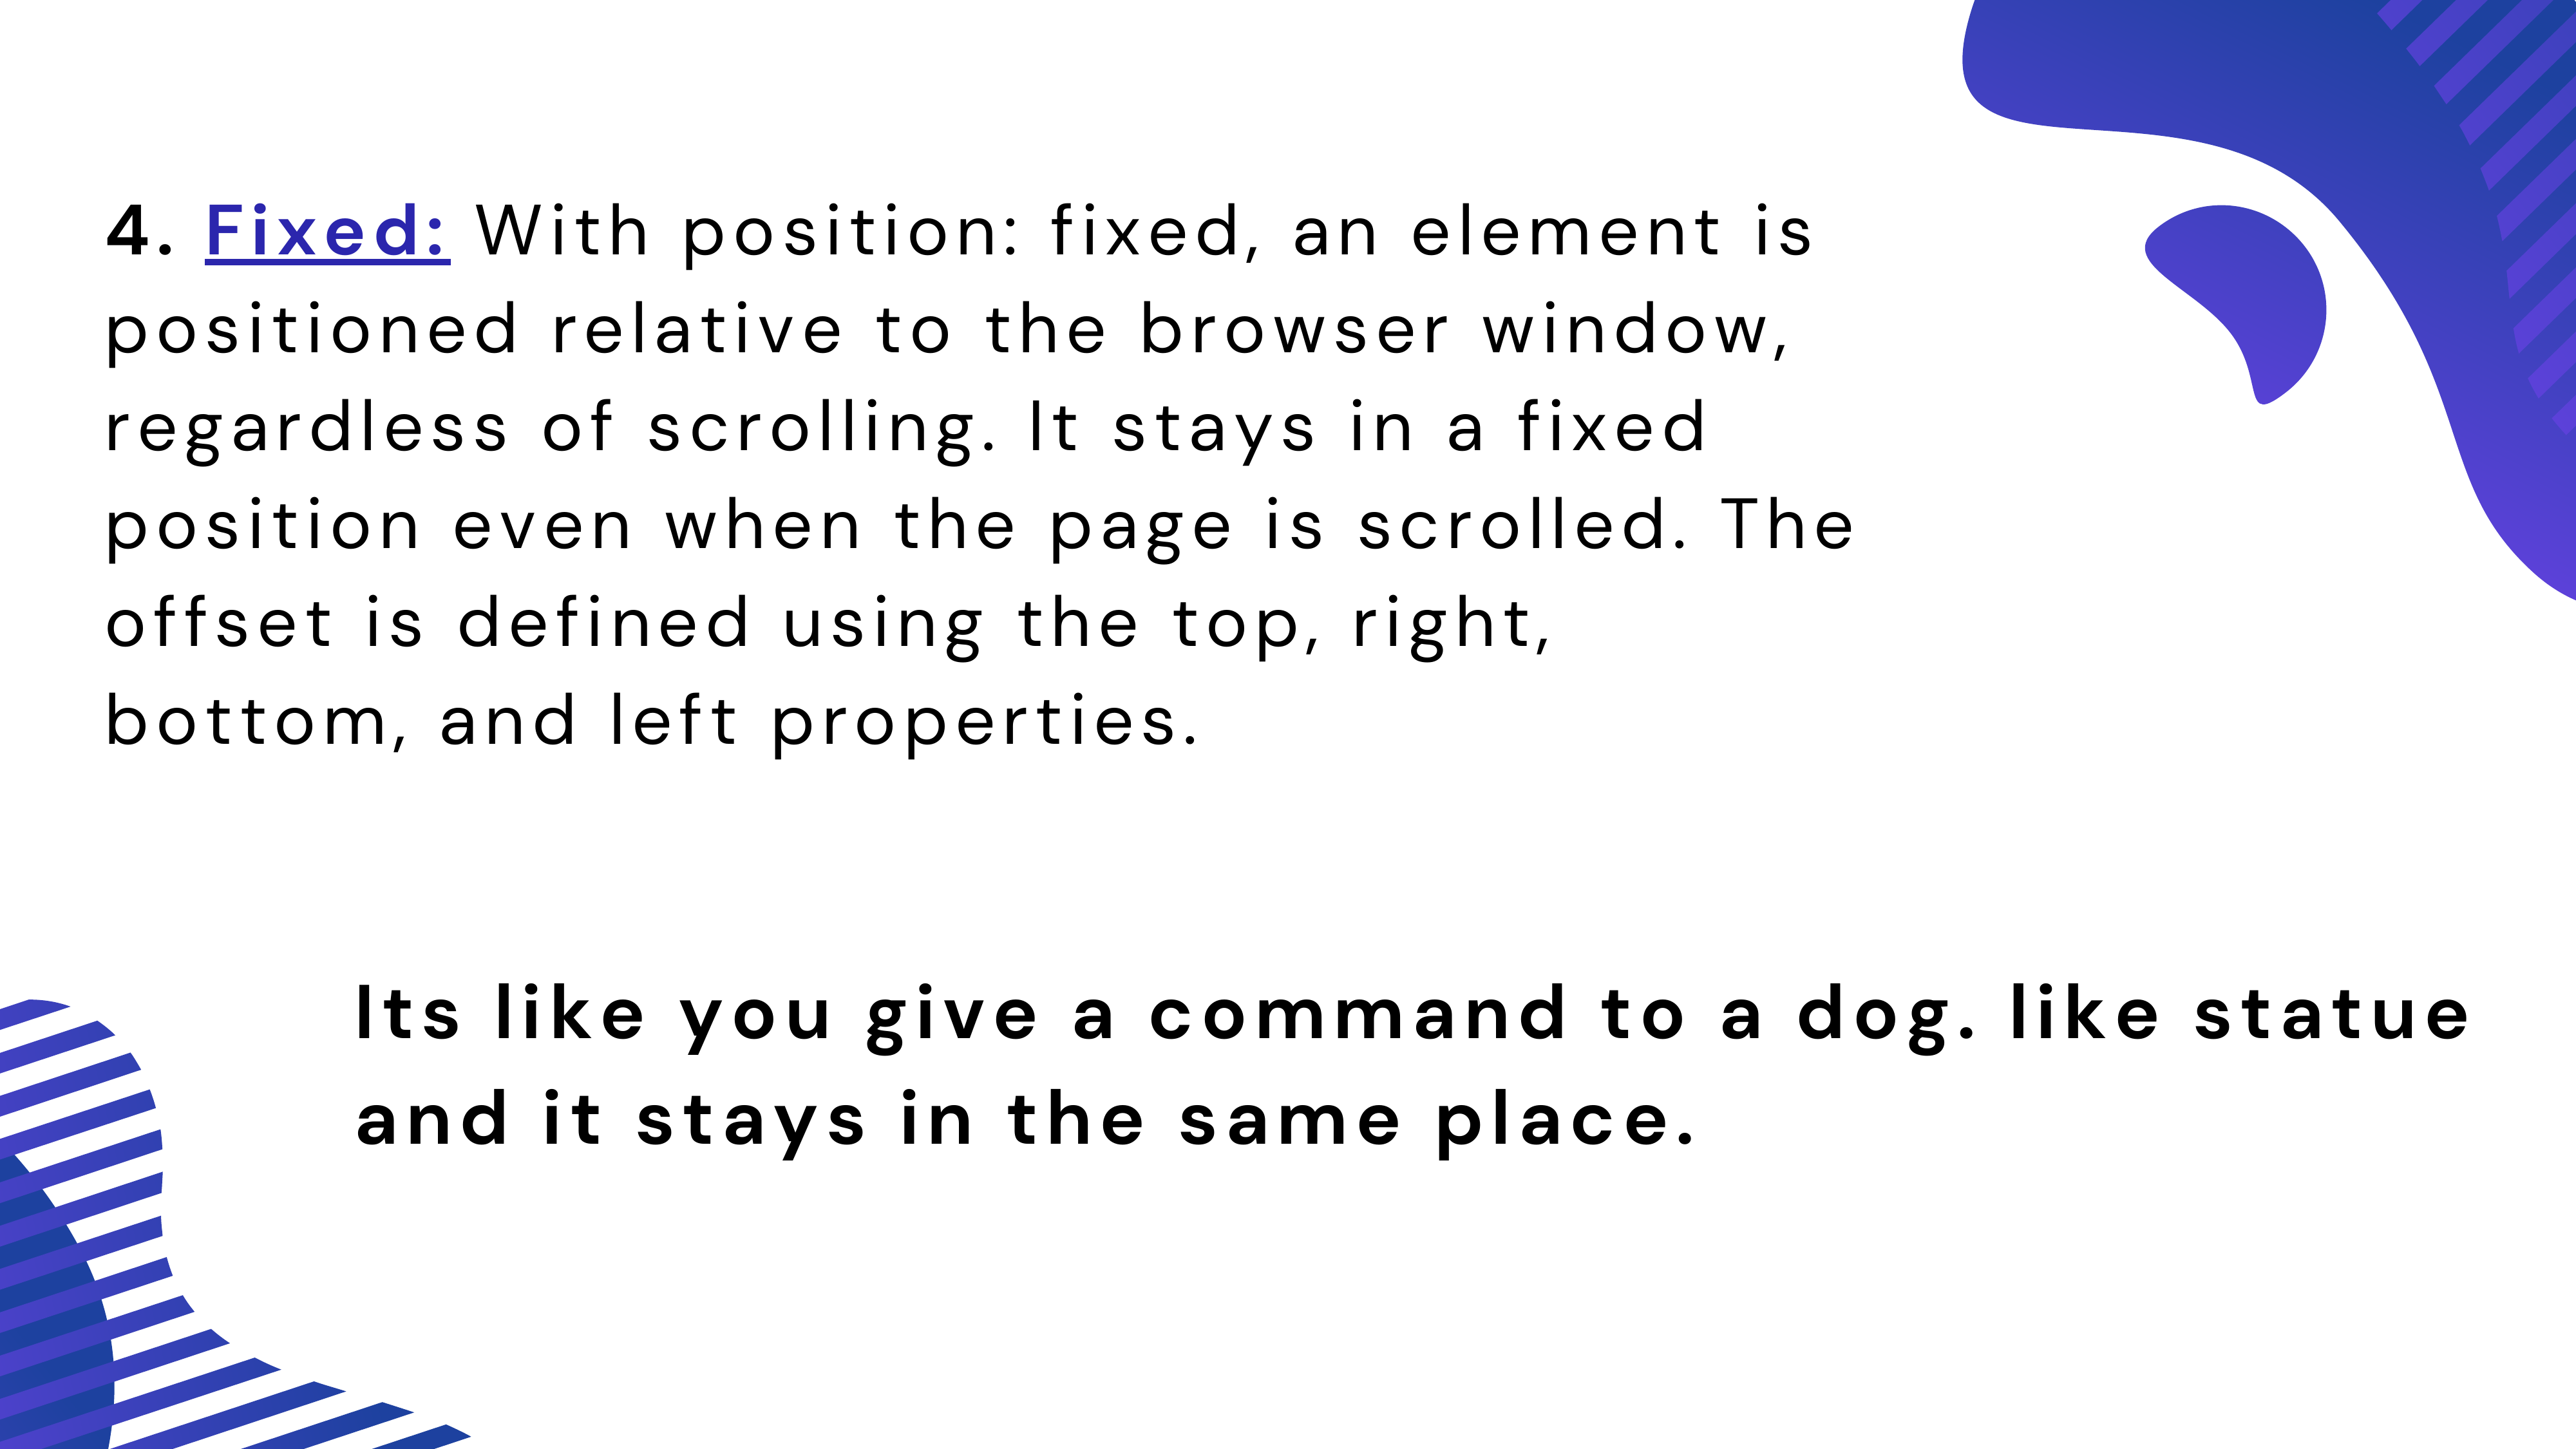 4. Fixed: With position: fixed, an element is
positioned relative to the browser window,
regardless of scrolling. It stays in a fixed
position even when the page is scrolled. The
offset is defined using the top, right,
bottom, and left properties.
Its like you give a command to a dog. like statue
and it stays in the same place.